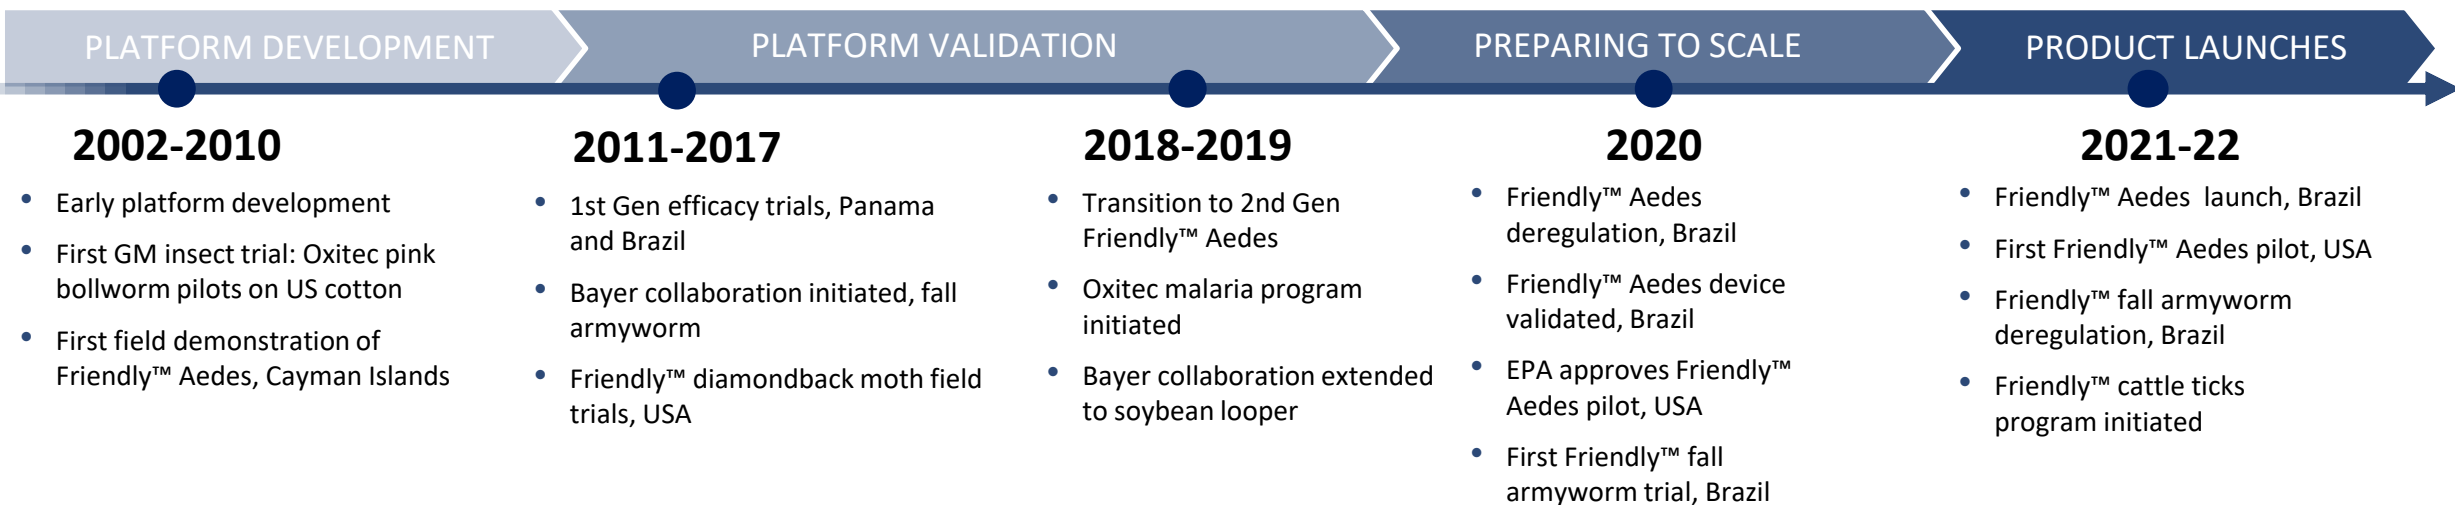 PLATFORM DEVELOPMENT
PLATFORM VALIDATION
PREPARING TO SCALE
PRODUCT LAUNCHES
2002-2010
• Early platform development
• First GM insect trial: Oxitec pink
bollworm pilots on US cotton
• First field demonstration of
Friendly™ Aedes, Cayman Islands
2011-2017
• 1st Gen efficacy trials, Panama
and Brazil
• Bayer collaboration initiated, fall
armyworm
• Friendly™ diamondback moth field
trials, USA
2018-2019
• Transition to 2nd Gen
Friendly™ Aedes
• Oxitec malaria program
initiated
• Bayer collaboration extended
to soybean looper
2020
• Friendly™ Aedes
deregulation, Brazil
• Friendly™ Aedes device
validated, Brazil
• EPA approves Friendly™
Aedes pilot, USA
• First Friendly™ fall
armyworm trial, Brazil
2021-22
• Friendly™ Aedes launch, Brazil
• First Friendly™ Aedes pilot, USA
• Friendly™ fall armyworm
deregulation, Brazil
• Friendly™ cattle ticks
program initiated